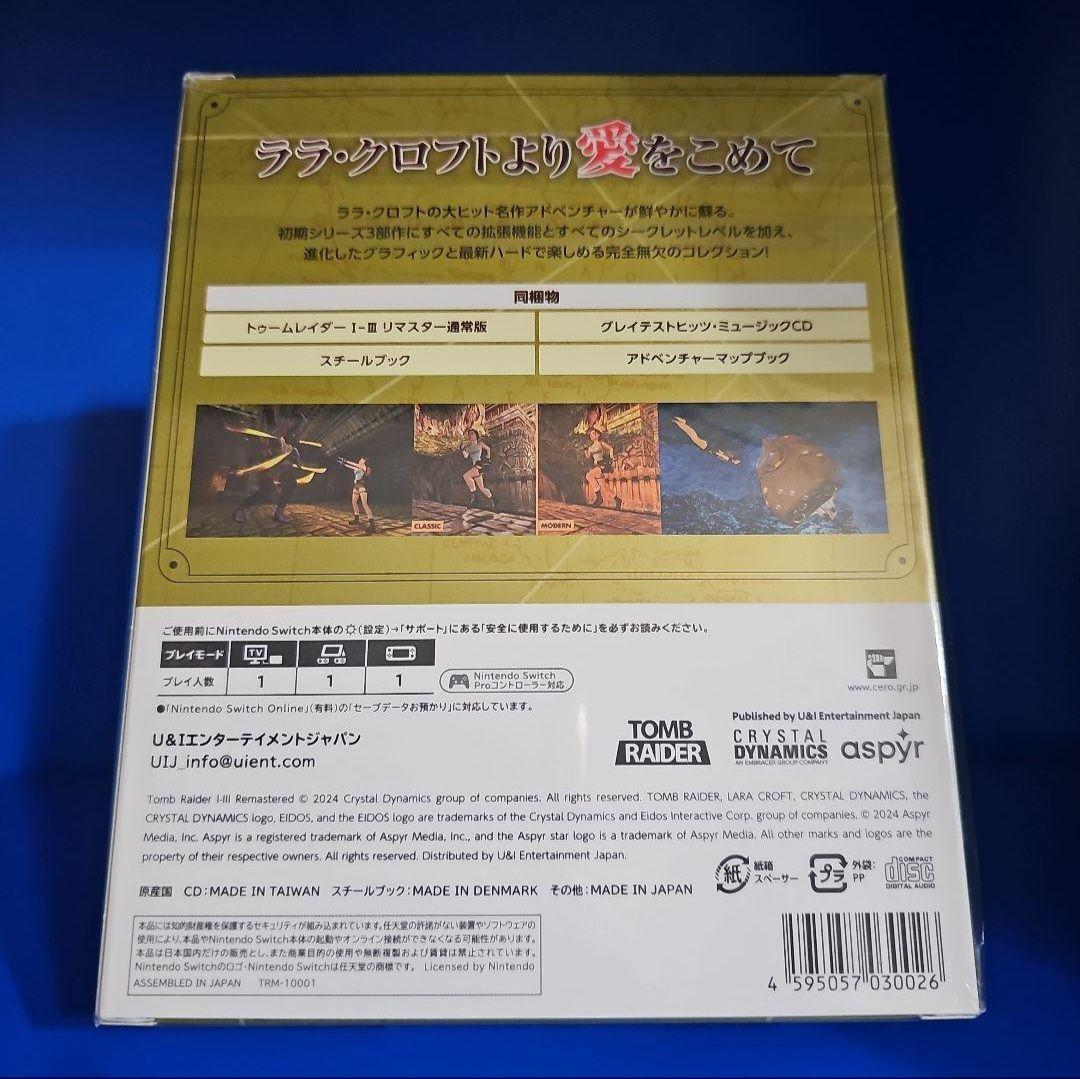 ララ・クロフトより愛をこめて
ララ・クロフトの大ヒット名作アドベンチャーが鮮やかに蘇る。
初期シリーズ3部作にすべての拡張機能とすべてのシークレットレベルを加え、
進化したグラフィックと最新ハードで楽しめる完全無欠のコレクション!
同梱物
トゥームレイダー I-III リマスター通常版
グレイテストヒッツ・ミュージックCD
スチールブック
アドベンチャーマップブック
CLASSIC
MODERN
ご使用前にNintendo Switch本体の(設定)→「サポート」にある「安全に使用するために」を必ずお読みください。
プレイモード TV
プレイ人数 1 1 1
Nintendo Switch
Proコントローラー対応
www.cero.gr.jp
●「Nintendo Switch Online」(有料)の「セーブデータお預かり」に対応しています。
U&Iエンターテイメントジャパン
UIJ_info@uient.com
TOMB
RAIDER
Published by U&I Entertainment Japan
CRYSTAL
DYNAMICS
AN EMBRACER GROUP COMPANY
aspyr
Tomb Raider I-III Remastered © 2024 Crystal Dynamics group of companies. All rights reserved. TOMB RAIDER, LARA CROFT, CRYSTAL DYNAMICS, the
CRYSTAL DYNAMICS logo, EIDOS, and the EIDOS logo are trademarks of the Crystal Dynamics and Eidos Interactive Corp. group of companies. © 2024 Aspyr
Media, Inc. Aspyr is a registered trademark of Aspyr Media, Inc., and the Aspyr star logo is a trademark of Aspyr Media. All other marks and logos are the
property of their respective owners. All rights reserved. Distributed by U&I Entertainment Japan.
紙 紙箱
スペーサー
プラ 外袋:
PP
COMPACT
disc
DIGITAL AUDIO
原産国 CD:MADE IN TAIWAN スチールブック:MADE IN DENMARK その他:MADE IN JAPAN
本品には知的財産権を保護するセキュリティが組み込まれています。任天堂の許諾がない装置やソフトウェアの
使用により、本品やNintendo Switch本体の起動やオンライン接続ができなくなる可能性があります。
本品は日本国内だけの販売とし、また商業目的の使用や無断複製および賃貸は禁止されています。
Nintendo Switchのロゴ・Nintendo Switchは任天堂の商標です。 Licensed by Nintendo
ASSEMBLED IN JAPAN TRM-10001
4 595057 030026